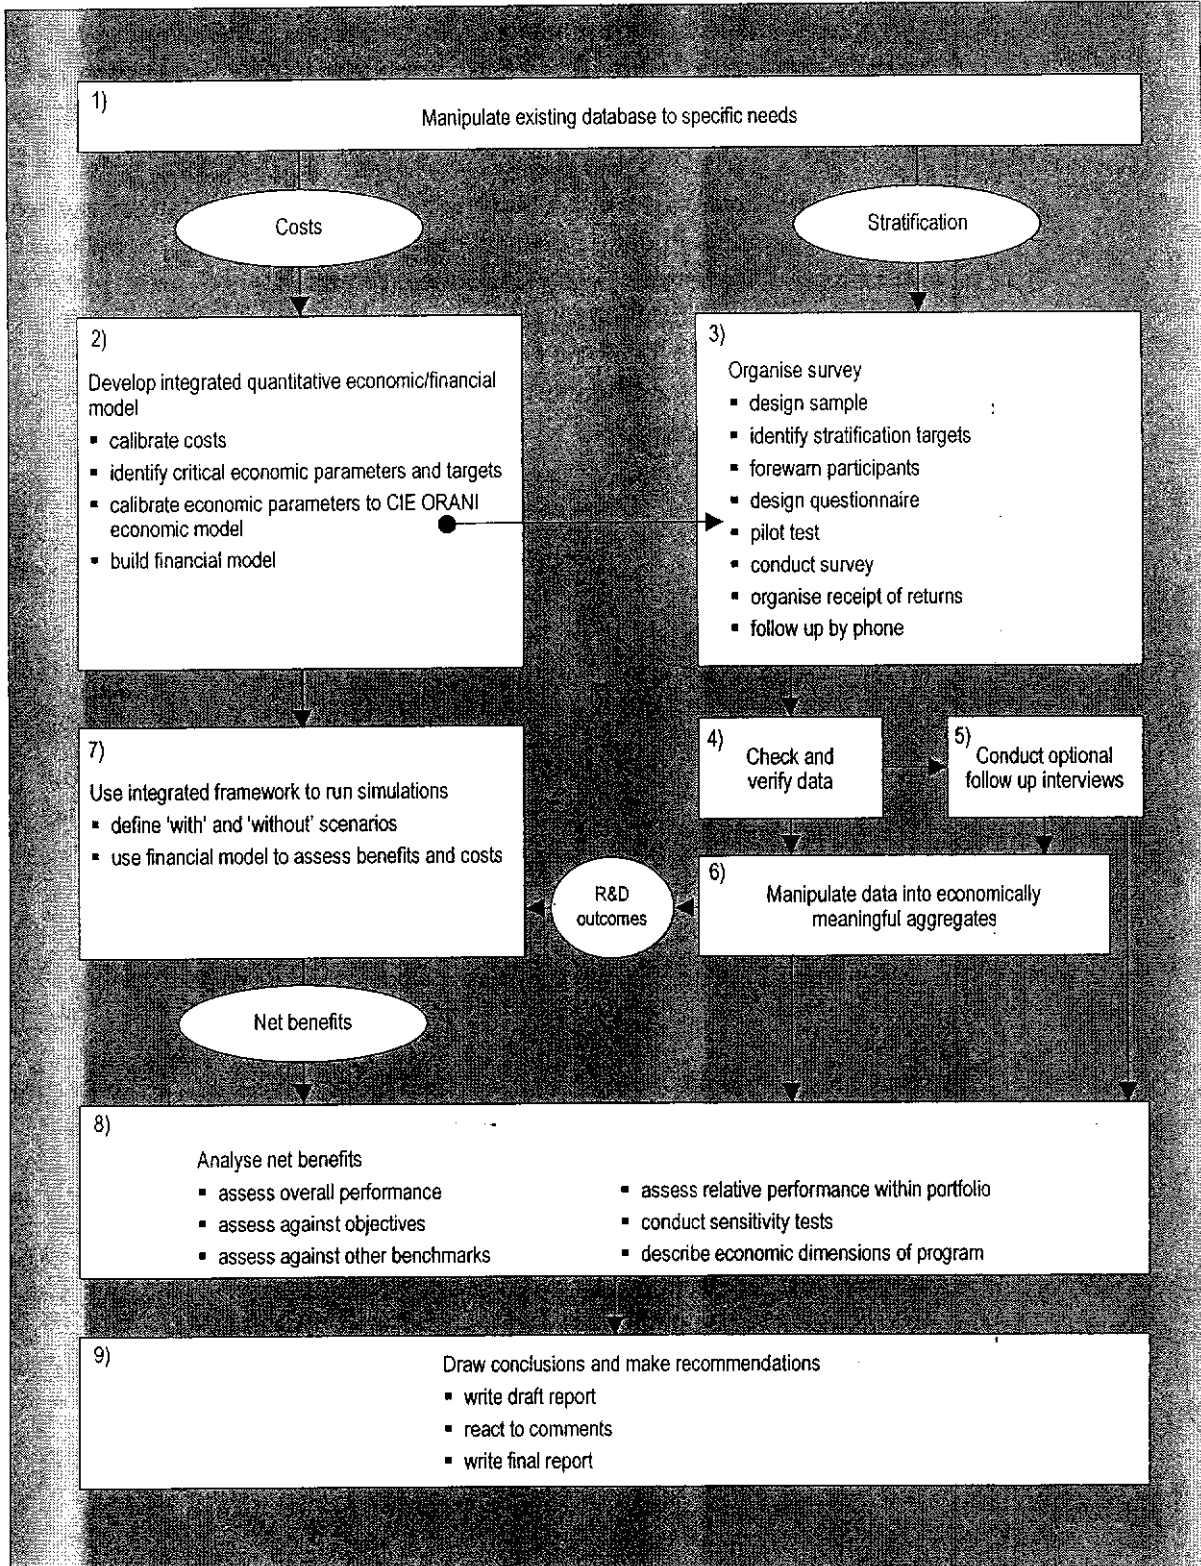 1)
Manipulate existing database to specific needs
Costs
Stratification
2)
Develop integrated quantitative economic/financial
model
▪ calibrate costs
▪ identify critical economic parameters and targets
▪ calibrate economic parameters to CIE ORANI
economic model
▪ build financial model
3)
Organise survey
▪ design sample
▪ identify stratification targets
▪ forewarn participants
▪ design questionnaire
▪ pilot test
▪ conduct survey
▪ organise receipt of returns
▪ follow up by phone
4)
Check and
verify data
5)
Conduct optional
follow up interviews
6)
Manipulate data into economically
meaningful aggregates
R&D
outcomes
7)
Use integrated framework to run simulations
▪ define 'with' and 'without' scenarios
▪ use financial model to assess benefits and costs
Net benefits
8)
Analyse net benefits
▪ assess overall performance
▪ assess against objectives
▪ assess against other benchmarks
▪ assess relative performance within portfolio
▪ conduct sensitivity tests
▪ describe economic dimensions of program
9)
Draw conclusions and make recommendations
▪ write draft report
▪ react to comments
▪ write final report